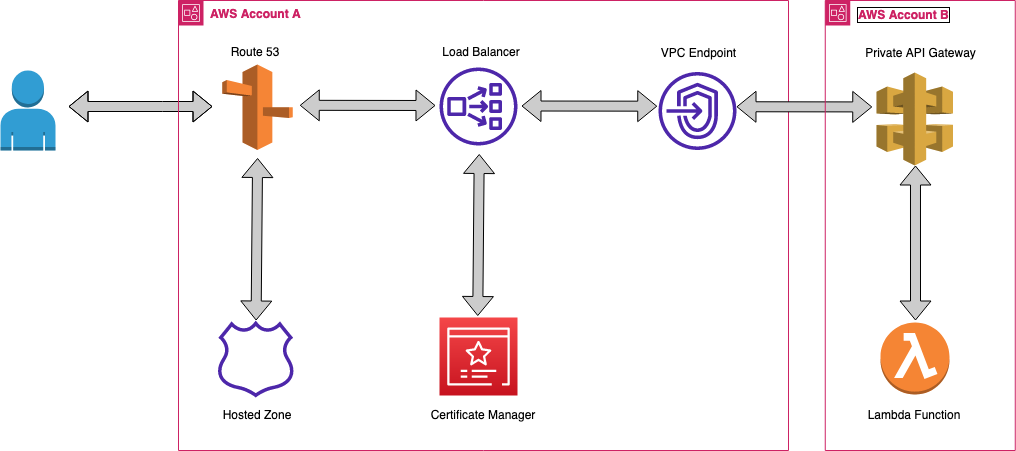 AWS Account A
AWS Account B
Route 53
Load Balancer
VPC Endpoint
Private API Gateway
Hosted Zone
Certificate Manager
Lambda Function